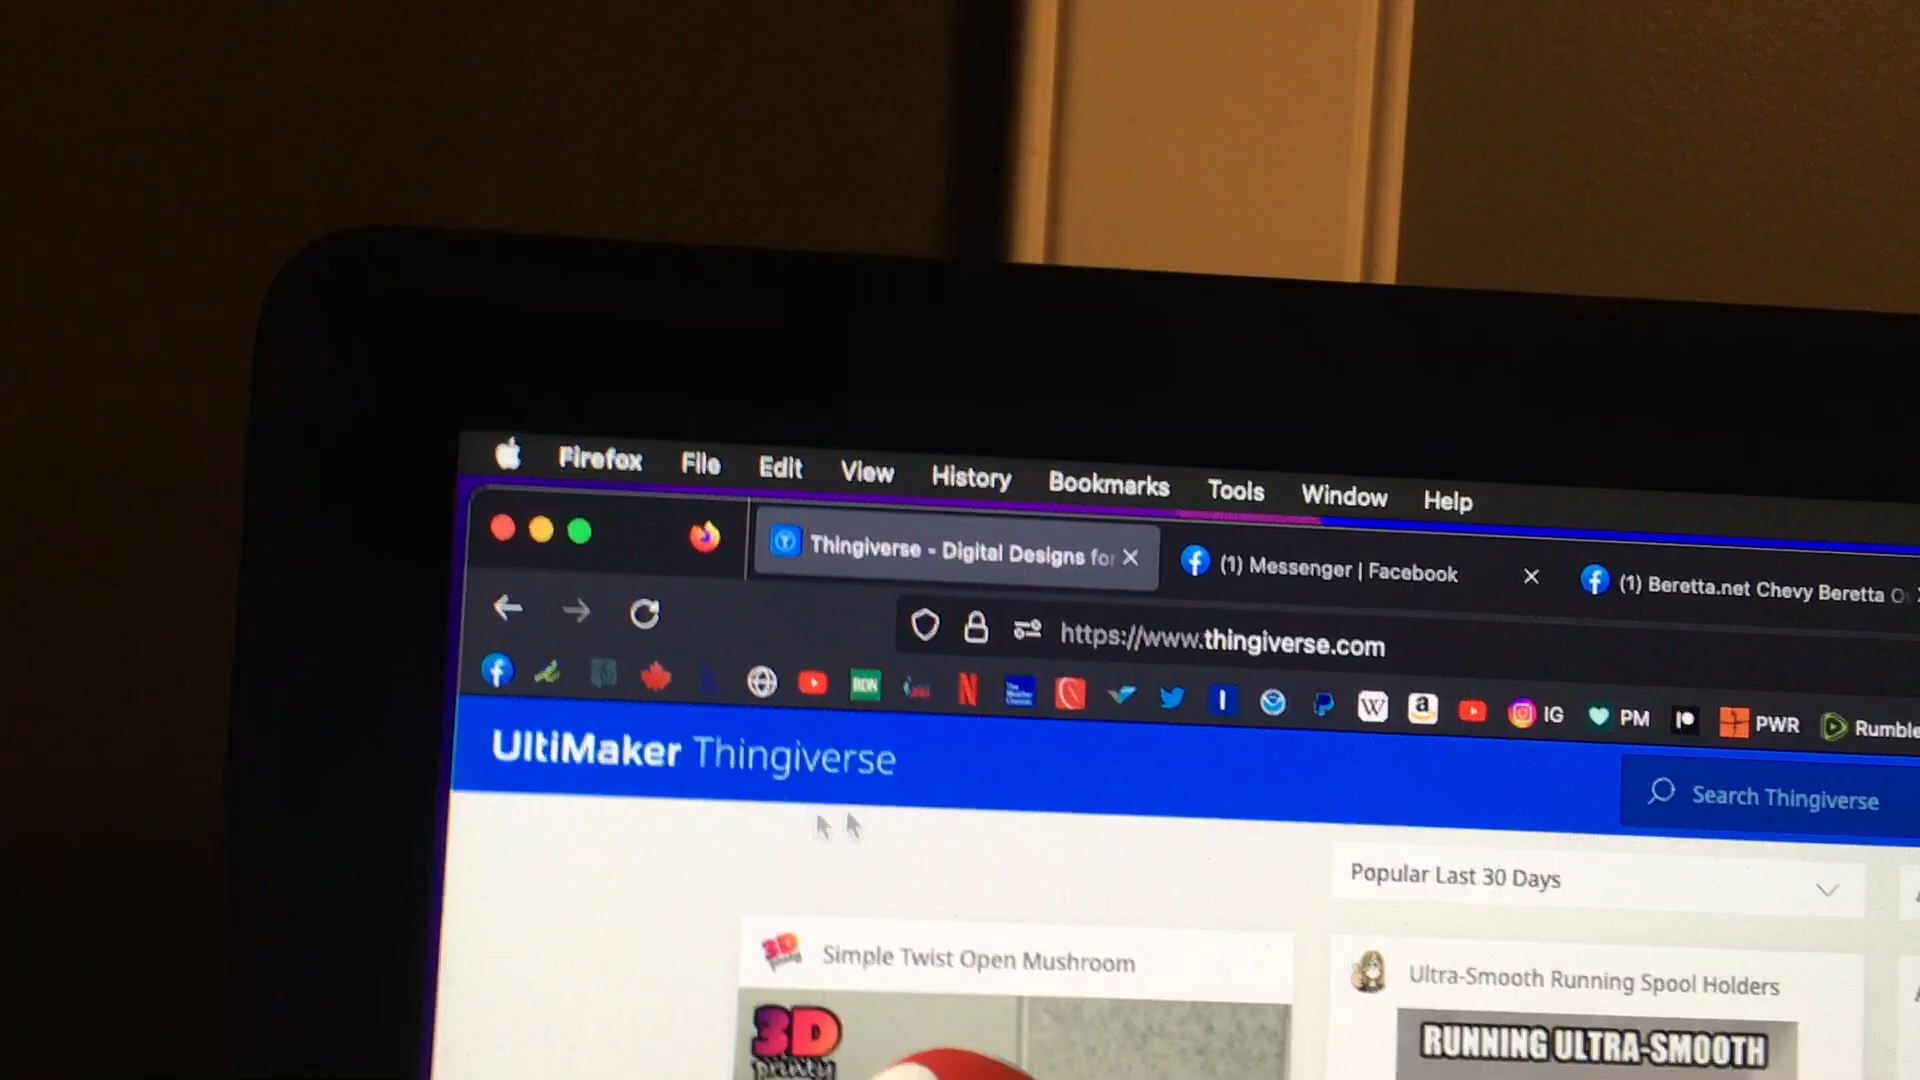 Firefox File Edit View History Bookmarks Tools Window Help
Thingiverse - Digital Designs for
(1) Messenger | Facebook
(1) Beretta.net Chevy Beretta O
https://www.thingiverse.com
BDN N I W a IG PM PWR Rumble
UltiMaker Thingiverse
Search Thingiverse
Popular Last 30 Days
Simple Twist Open Mushroom
Ultra-Smooth Running Spool Holders
3D
printy
RUNNING ULTRA-SMOOTH